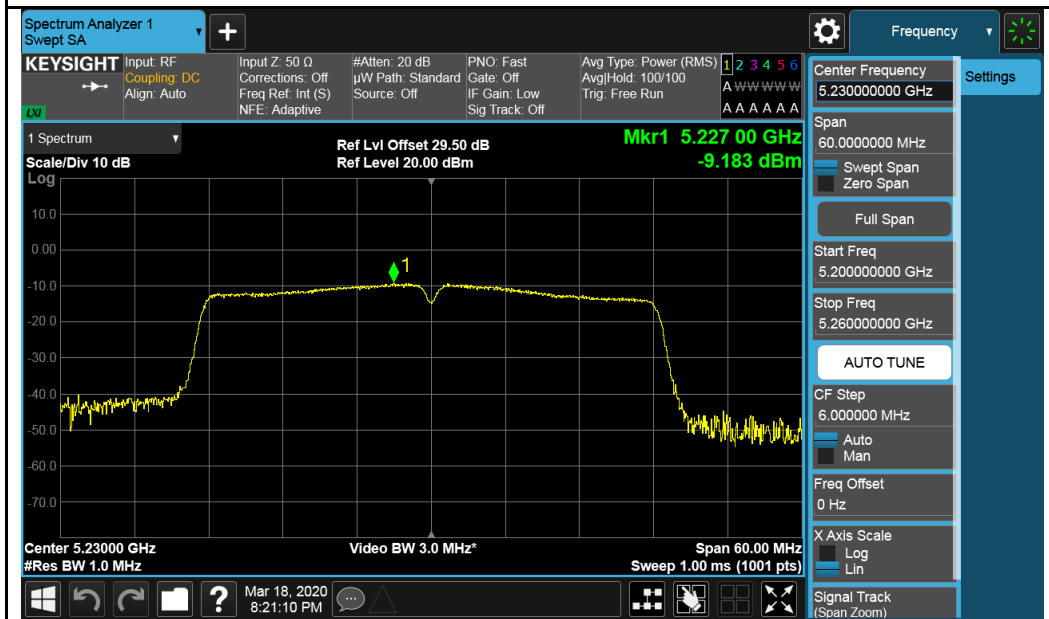 Spectrum Analyzer 1
Swept SA
+
Frequency
KEYSIGHT
Input: RF
Coupling: DC
Align: Auto
Input Z: 50 Ω
Corrections: Off
Freq Ref: Int (S)
NFE: Adaptive
#Atten: 20 dB
µW Path: Standard
Source: Off
PNO: Fast
Gate: Off
IF Gain: Low
Sig Track: Off
Avg Type: Power (RMS)
Avg|Hold: 100/100
Trig: Free Run
1 2 3 4 5 6
A W W W W W
A A A A A A
LXI
1 Spectrum
Scale/Div 10 dB
Log
Ref Lvl Offset 29.50 dB
Ref Level 20.00 dBm
Mkr1 5.227 00 GHz
-9.183 dBm
1
10.0
0.00
-10.0
-20.0
-30.0
-40.0
-50.0
-60.0
-70.0
Center 5.23000 GHz
#Res BW 1.0 MHz
Video BW 3.0 MHz*
Span 60.00 MHz
Sweep 1.00 ms (1001 pts)
Center Frequency
5.230000000 GHz
Settings
Span
60.0000000 MHz
Swept Span
Zero Span
Full Span
Start Freq
5.200000000 GHz
Stop Freq
5.260000000 GHz
AUTO TUNE
CF Step
6.000000 MHz
Auto
Man
Freq Offset
0 Hz
X Axis Scale
Log
Lin
Signal Track
(Span Zoom)
?
Mar 18, 2020
8:21:10 PM